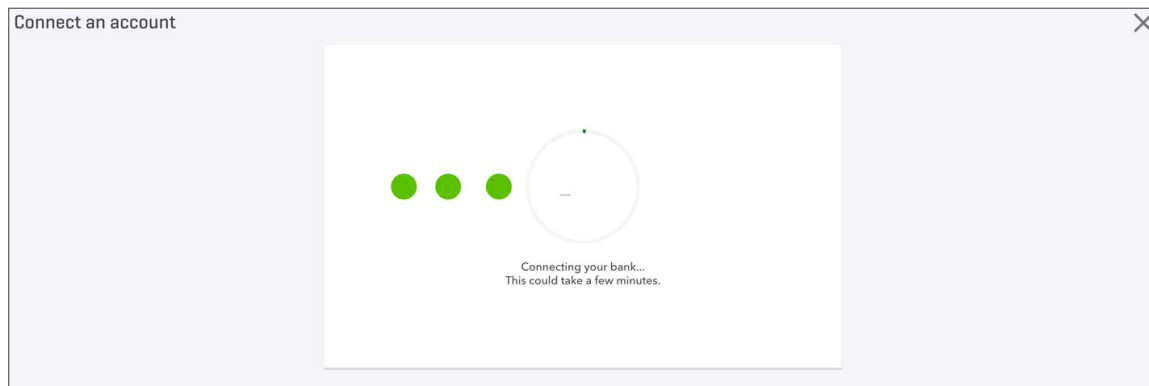 Connect an account
Connecting your bank...
This could take a few minutes.